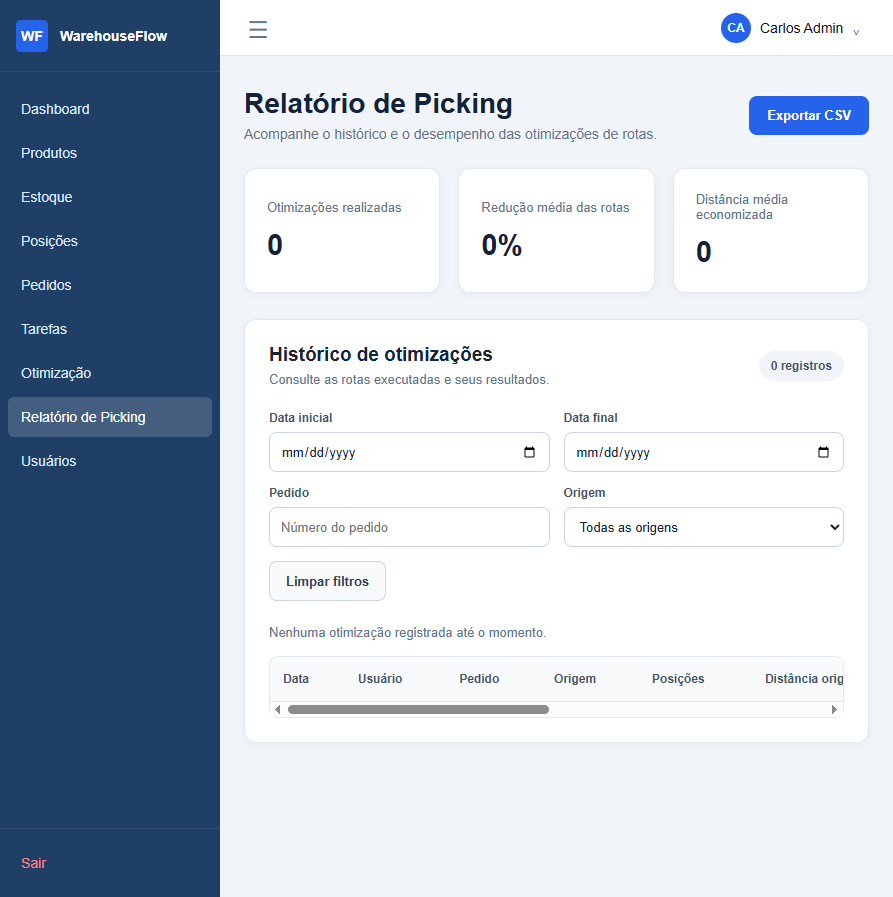 WF WarehouseFlow
☰
CA Carlos Admin v
Dashboard
Produtos
Estoque
Posições
Pedidos
Tarefas
Otimização
Relatório de Picking
Usuários
Sair
Relatório de Picking
Acompanhe o histórico e o desempenho das otimizações de rotas.
Exportar CSV
Otimizações realizadas
0
Redução média das rotas
0%
Distância média
economizada
0
Histórico de otimizações
Consulte as rotas executadas e seus resultados.
0 registros
Data inicial
mm/dd/yyyy
Data final
mm/dd/yyyy
Pedido
Número do pedido
Origem
Todas as origens
Limpar filtros
Nenhuma otimização registrada até o momento.
Data Usuário Pedido Origem Posições Distância orig